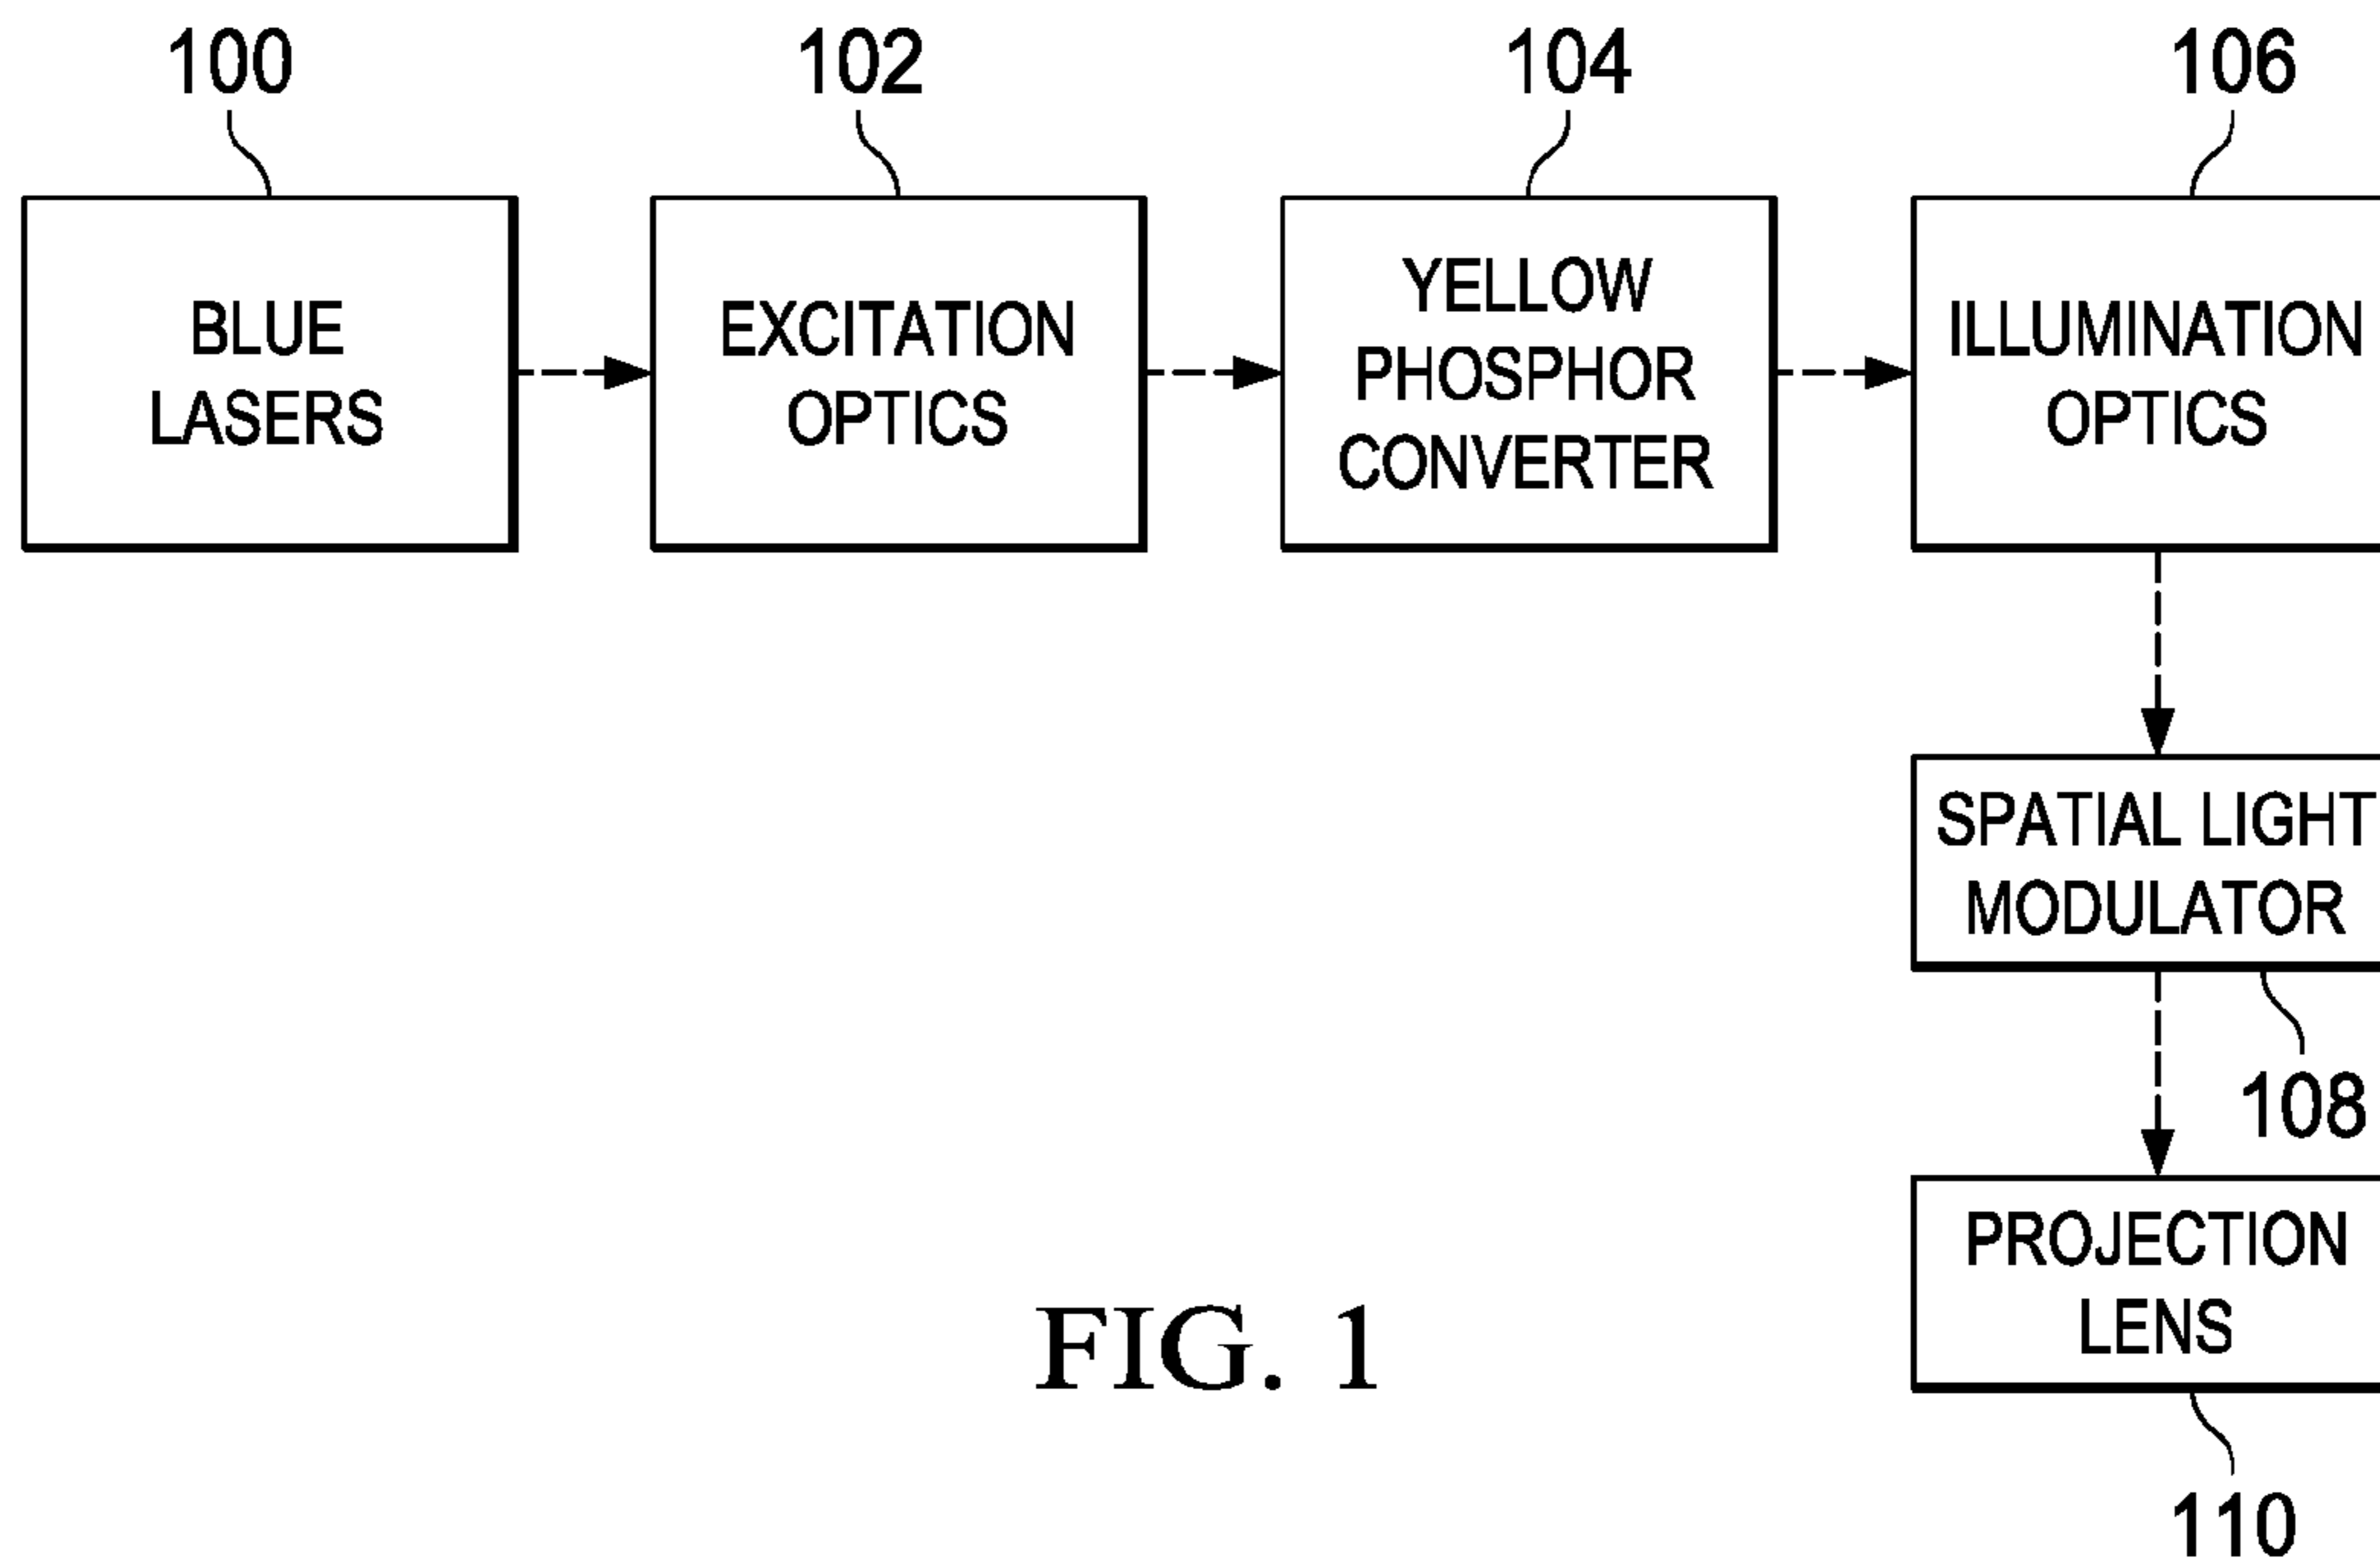 100
102
104
106
BLUE
LASERS
EXCITATION
OPTICS
YELLOW
PHOSPHOR
CONVERTER
ILLUMINATION
OPTICS
SPATIAL LIGHT
MODULATOR
108
PROJECTION
LENS
110
FIG. 1